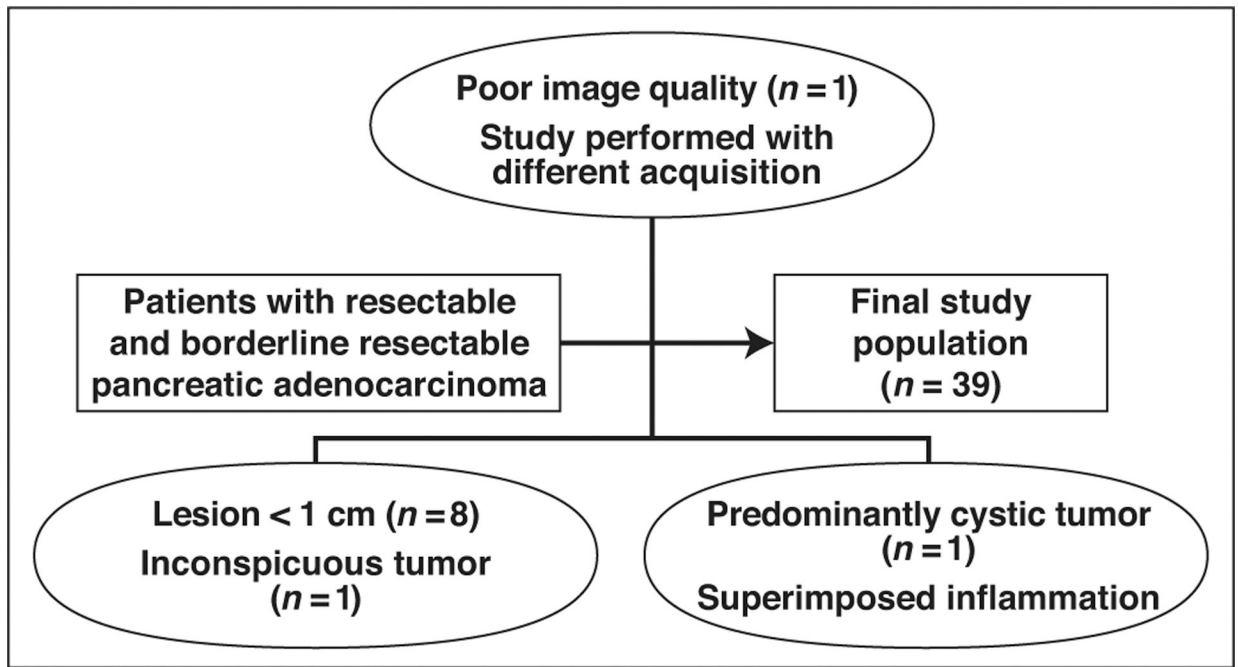 Poor image quality (n = 1)
Study performed with
different acquisition
Patients with resectable
and borderline resectable
pancreatic adenocarcinoma
Final study
population
(n = 39)
Lesion < 1 cm (n = 8)
Inconspicuous tumor
(n = 1)
Predominantly cystic tumor
(n = 1)
Superimposed inflammation